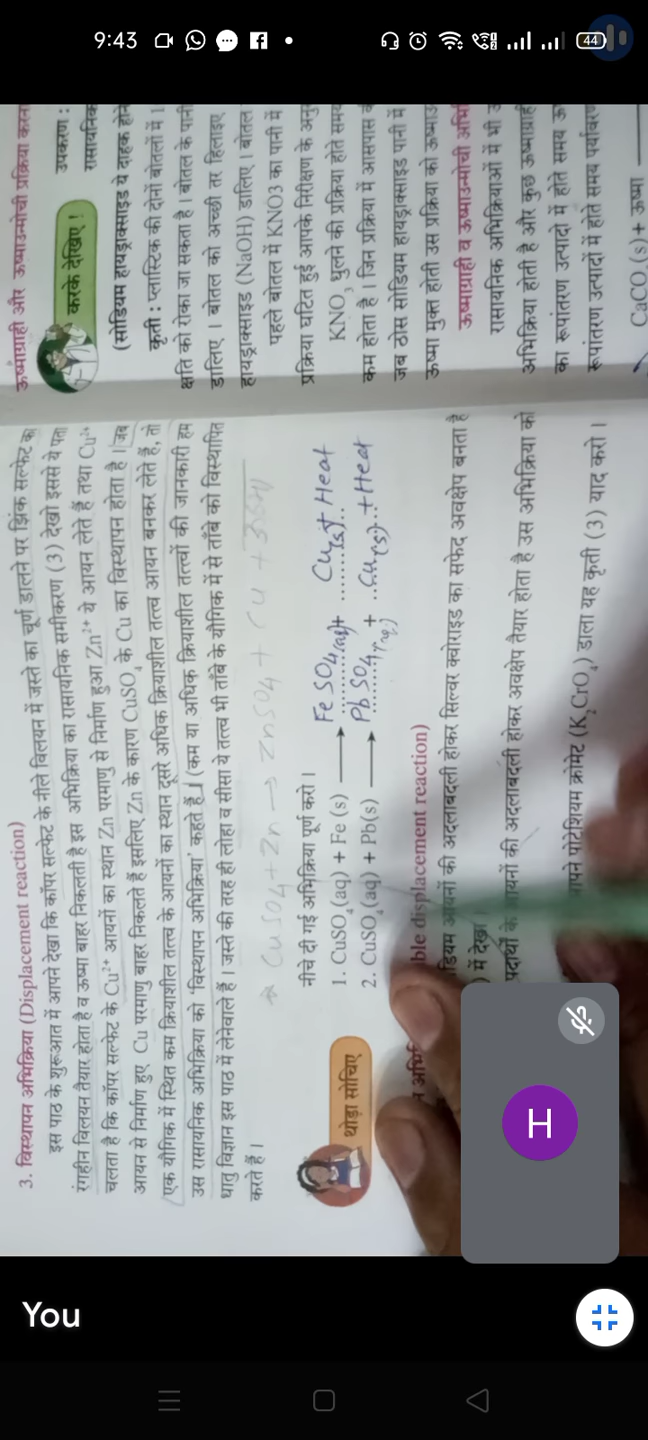 9:43
44
3. विस्थापन अभिक्रिया (Displacement reaction)
इस पाठ के शुरूआत में आपने देखा कि कॉपर सल्फेट के नीले विलयन में जस्ते का चूर्ण डालने पर झिंक सल्फेट का
रंगहीन विलयन तैयार होता है व ऊष्मा बाहर निकलती है इस अभिक्रिया का रासायनिक समीकरण (3) देखो इससे ये पता
चलता है कि कॉपर सल्फेट के Cu²⁺ आयनों का स्थान Zn परमाणु से निर्माण हुआ Zn²⁺ ये आयन लेते हैं तथा Cu²⁺
आयन से निर्माण हुए Cu परमाणु बाहर निकलते हैं इसलिए Zn के कारण CuSO₄ के Cu का विस्थापन होता है । जब
एक यौगिक में स्थित कम क्रियाशील तत्त्व के आयनों का स्थान दूसरे अधिक क्रियाशील तत्त्व आयन बनकर लेते हैं, तो
उस रासायनिक अभिक्रिया को 'विस्थापन अभिक्रिया' कहते हैं । (कम या अधिक क्रियाशील तत्त्वों की जानकारी हम
धातु विज्ञान इस पाठ में लेनेवाले हैं । जस्ते की तरह ही लोहा व सीसा ये तत्त्व भी ताँबे के यौगिक में से ताँबे को विस्थापित
करते हैं ।
CuSO4 + Zn → ZnSO4 + Cu +
थोड़ा सोचिए
नीचे दी गई अभिक्रिया पूर्ण करो ।
1. CuSO₄(aq) + Fe (s) ⟶ FeSO4(aq) + Cu(s) + Heat
2. CuSO₄(aq) + Pb(s) ⟶ PbSO4(aq) + Cu(s) + Heat
ble displacement reaction)
आयनों की अदलाबदली होकर सिल्वर क्लोराइड का सफेद अवक्षेप बनता है
में देखा ।
पदार्थों के आयनों की अदलाबदली होकर अवक्षेप तैयार होता है उस अभिक्रिया को
पोटेशियम क्रोमेट (K₂CrO₄) डाला यह कृती (3) याद करो ।
ऊष्माग्राही और ऊष्माउन्मोची प्रक्रिया करना
करके देखिए !
उपकरण :
रासायनिक
(सोडियम हायड्राक्साइड ये दाहक होने
कृती : प्लास्टिक की दोनों बोतलों में ।
क्षति को रोका जा सकता है । बोतल के पानी
डालिए । बोतल को अच्छी तर हिलाइए
हायड्राक्साइड (NaOH) डालिए । बोतल
पहले बोतल में KNO3 का पानी में
प्रक्रिया घटित हुई आपके निरीक्षण के अनु
KNO₃ घुलने की प्रक्रिया होते समय
कम होता है । जिन प्रक्रिया में आसपास
जब ठोस सोडियम हायड्राक्साइड पानी में
ऊष्मा मुक्त होती उस प्रक्रिया को ऊष्माउ
ऊष्माग्राही व ऊष्माउन्मोची अभि
रासायनिक अभिक्रियाओं में भी
अभिक्रिया होती है और कुछ ऊष्माग्राही
का रूपांतरण उत्पादो में होते समय
रूपांतरण उत्पादों में होते समय पर्यावरण
CaCO₃(s) + ऊष्मा
H
You